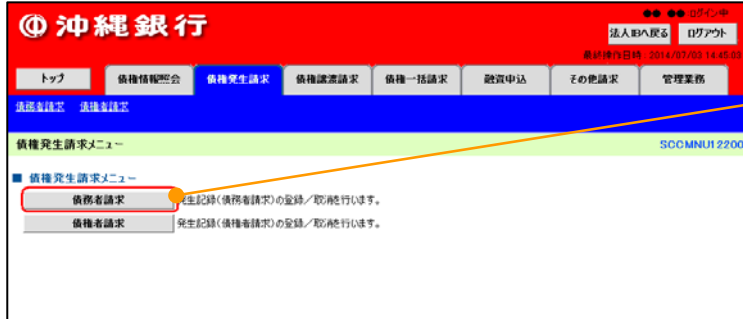 沖縄銀行
●● ●● ログイン中
法人IBへ戻る ログアウト
最終操作日時：2014/07/03 14:45:03
トップ 債権情報照会 債権発生請求 債権譲渡請求 債権一括請求 融資申込 その他請求 管理業務
債務者請求 債権者請求
債権発生請求メニュー SCCMNU12200
■ 債権発生請求メニュー
債務者請求 発生記録（債務者請求）の登録／取消を行います。
債権者請求 発生記録（債権者請求）の登録／取消を行います。